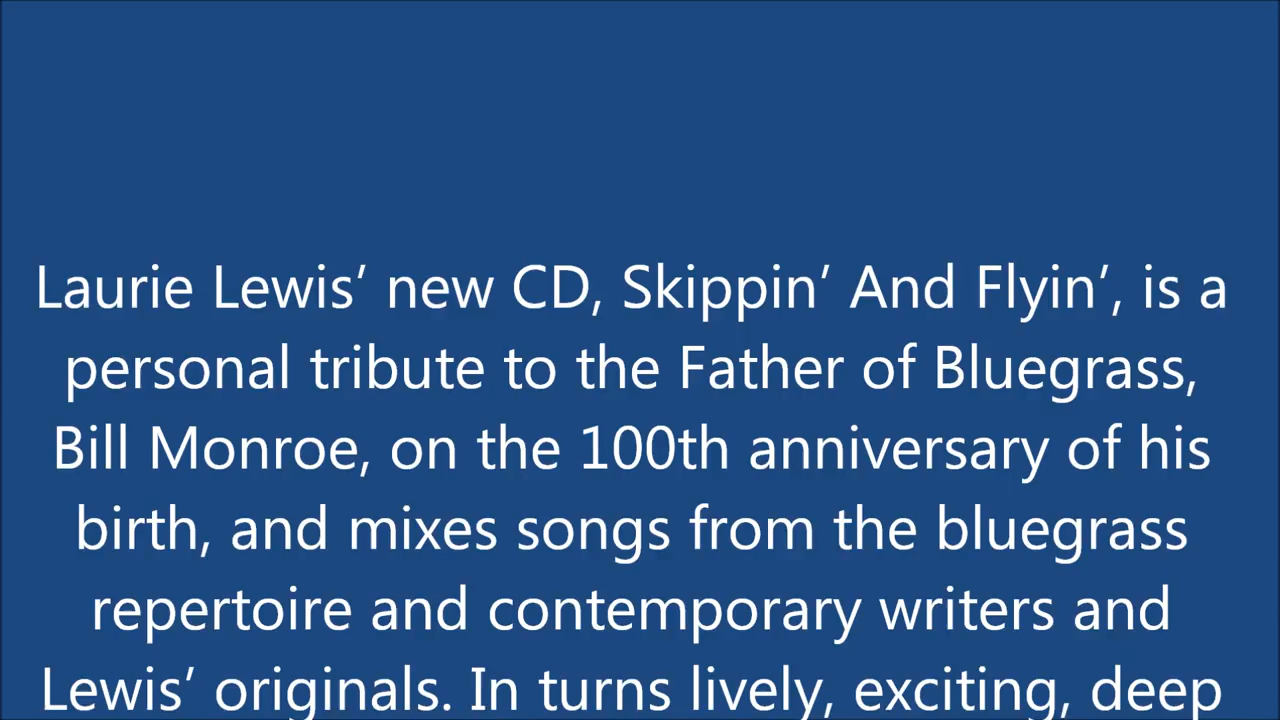 Laurie Lewis’ new CD, Skippin’ And Flyin’, is a
personal tribute to the Father of Bluegrass,
Bill Monroe, on the 100th anniversary of his
birth, and mixes songs from the bluegrass
repertoire and contemporary writers and
Lewis’ originals. In turns lively, exciting, deep